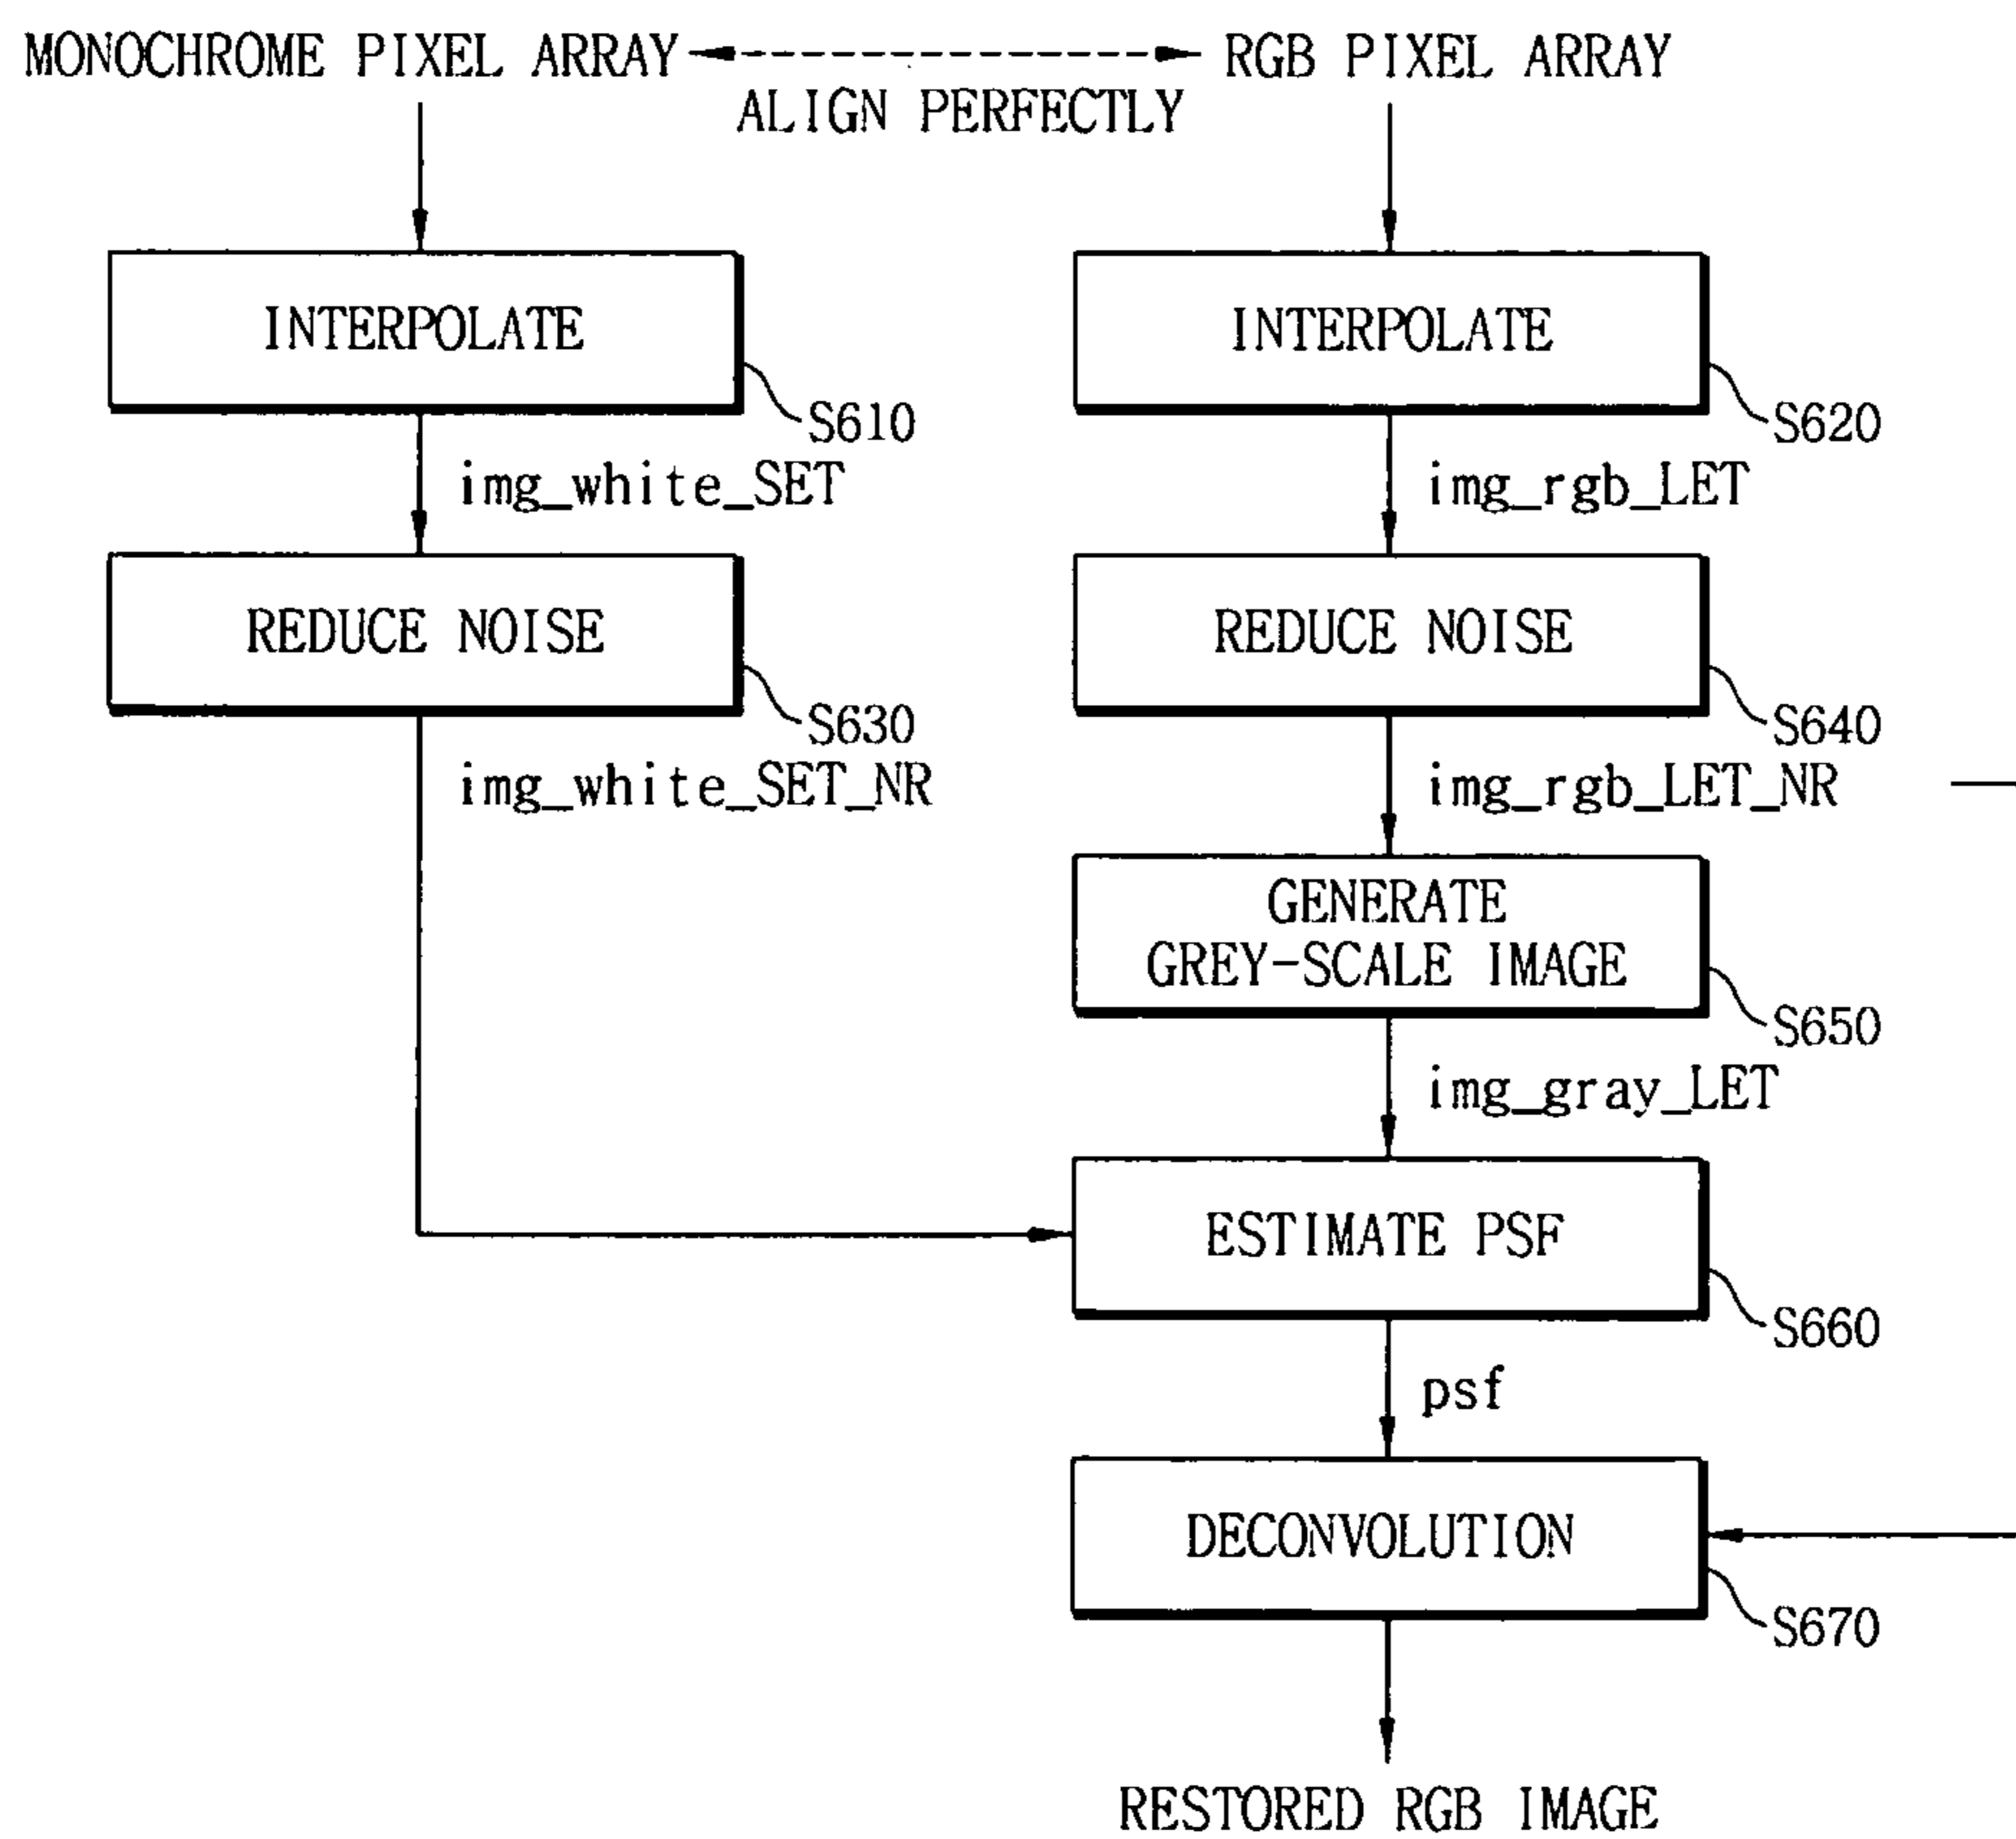 MONOCHROME PIXEL ARRAY
RGB PIXEL ARRAY
ALIGN PERFECTLY
INTERPOLATE
INTERPOLATE
S610
S620
img_white_SET
img_rgb_LET
REDUCE NOISE
REDUCE NOISE
S630
S640
img_white_SET_NR
img_rgb_LET_NR
GENERATE
GREY-SCALE IMAGE
S650
img_gray_LET
ESTIMATE PSF
S660
psf
DECONVOLUTION
S670
RESTORED RGB IMAGE